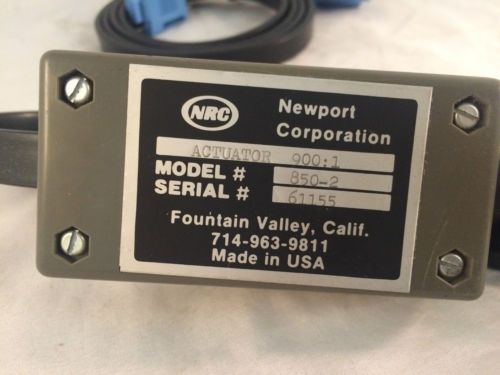 NRC
Newport
Corporation
ACTUATOR 900:1
MODEL # 850-2
SERIAL # 61155
Fountain Valley, Calif.
714-963-9811
Made in USA